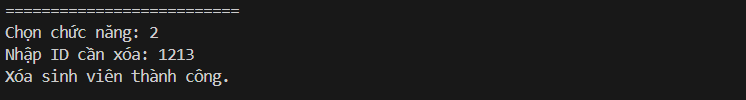 ==========================
Chọn chức năng: 2
Nhập ID cần xóa: 1213
Xóa sinh viên thành công.